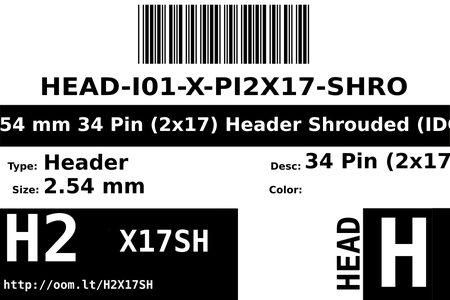 HEAD-I01-X-PI2X17-SHRO
54 mm 34 Pin (2x17) Header Shrouded (ID
Type: Header
Desc: 34 Pin (2x17
Size: 2.54 mm
Color:
H2 X17SH
HEAD
H
http://oom.lt/H2X17SH